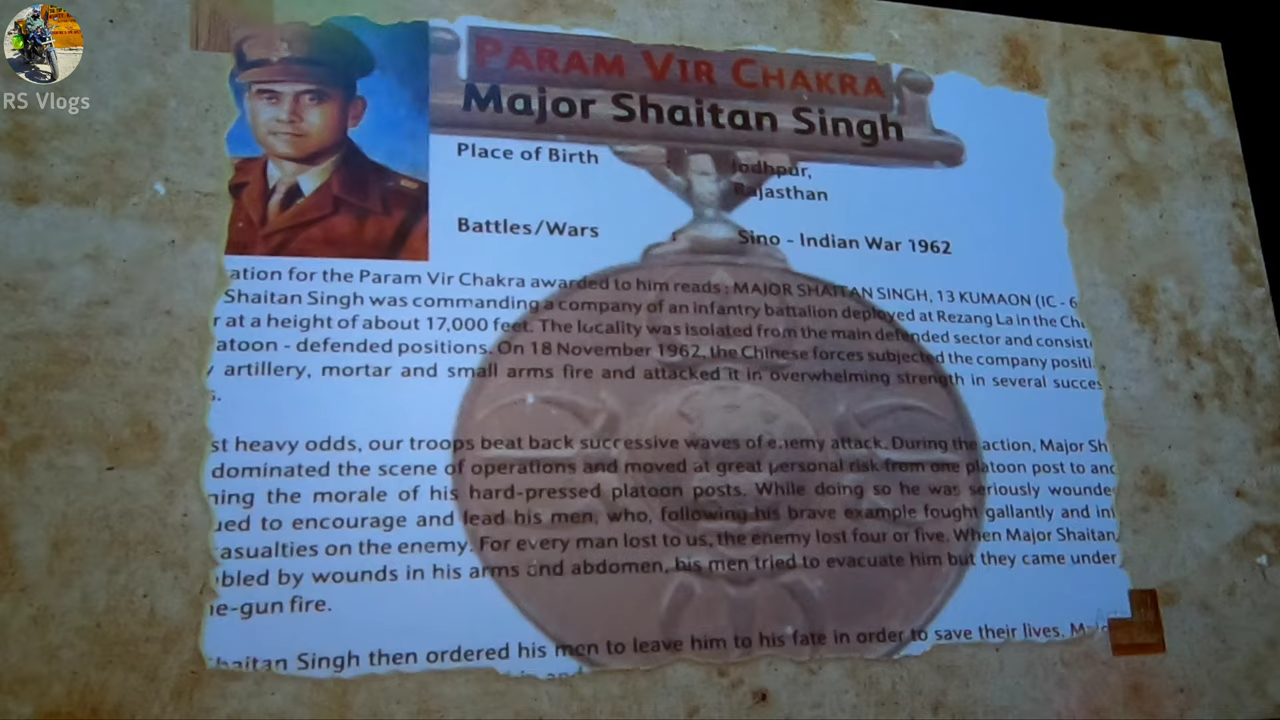 RS Vlogs
PARAM VIR CHAKRA
Major Shaitan Singh
Place of Birth
Jodhpur,
Rajasthan
Battles/Wars
Sino - Indian War 1962
ation for the Param Vir Chakra awarded to him reads : MAJOR SHAITAN SINGH, 13 KUMAON (IC - 6
Shaitan Singh was commanding a company of an infantry battalion deployed at Rezang La in the Chu
r at a height of about 17,000 feet. The locality was isolated from the main defended sector and consist
atoon - defended positions. On 18 November 1962, the Chinese forces subjected the company positi
artillery, mortar and small arms fire and attacked it in overwhelming strength in several succes
s.
st heavy odds, our troops beat back successive waves of enemy attack. During the action, Major Sh
dominated the scene of operations and moved at great personal risk from one platoon post to ano
ning the morale of his hard-pressed platoon posts. While doing so he was seriously wounde
ued to encourage and lead his men, who, following his brave example fought gallantly and inf
asualties on the enemy. For every man lost to us, the enemy lost four or five. When Major Shaitan
bled by wounds in his arms and abdomen, his men tried to evacuate him but they came under
ne-gun fire.
haitan Singh then ordered his men to leave him to his fate in order to save their lives. Majo